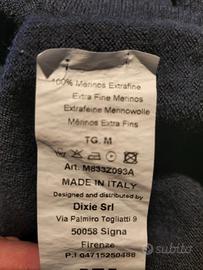 100% Merinos Extrafine
Extra Fine Merinos
Extrafeine Merinowolle
Mérinos Extra Fins
TG. M
Art. M833Z093A
MADE IN ITALY
Designed and distributed by
Dixie Srl
Via Palmiro Togliatti 9
50058 Signa
Firenze
P.I 04715250488
subito